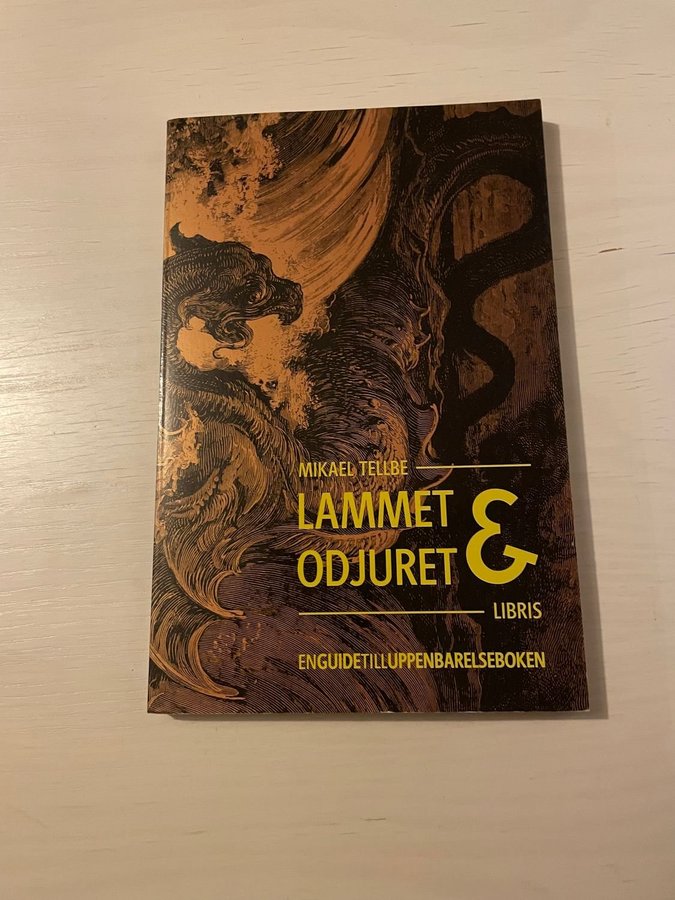 MIKAEL TELLBE
LAMMET &
ODJURET
LIBRIS
ENGUIDETILLUPPENBARELSEBOKEN